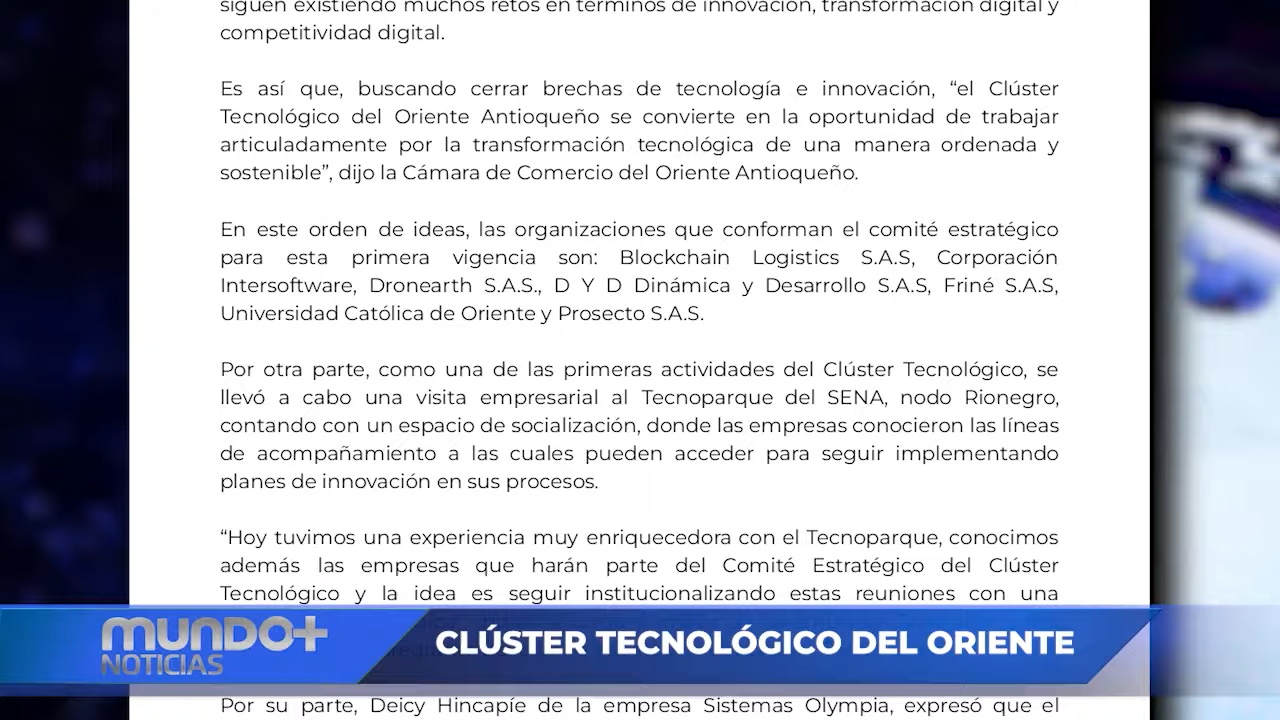 siguen existiendo muchos retos en términos de innovación, transformación digital y
competitividad digital.
Es así que, buscando cerrar brechas de tecnología e innovación, “el Clúster
Tecnológico del Oriente Antioqueño se convierte en la oportunidad de trabajar
articuladamente por la transformación tecnológica de una manera ordenada y
sostenible”, dijo la Cámara de Comercio del Oriente Antioqueño.
En este orden de ideas, las organizaciones que conforman el comité estratégico
para esta primera vigencia son: Blockchain Logistics S.A.S, Corporación
Intersoftware, Dronearth S.A.S., D Y D Dinámica y Desarrollo S.A.S, Friné S.A.S,
Universidad Católica de Oriente y Prosecto S.A.S.
Por otra parte, como una de las primeras actividades del Clúster Tecnológico, se
llevó a cabo una visita empresarial al Tecnoparque del SENA, nodo Rionegro,
contando con un espacio de socialización, donde las empresas conocieron las líneas
de acompañamiento a las cuales pueden acceder para seguir implementando
planes de innovación en sus procesos.
“Hoy tuvimos una experiencia muy enriquecedora con el Tecnoparque, conocimos
además las empresas que harán parte del Comité Estratégico del Clúster
Tecnológico y la idea es seguir institucionalizando estas reuniones con una
MUNDO+
NOTICIAS
CLÚSTER TECNOLÓGICO DEL ORIENTE
Por su parte, Deicy Hincapíe de la empresa Sistemas Olympia, expresó que el